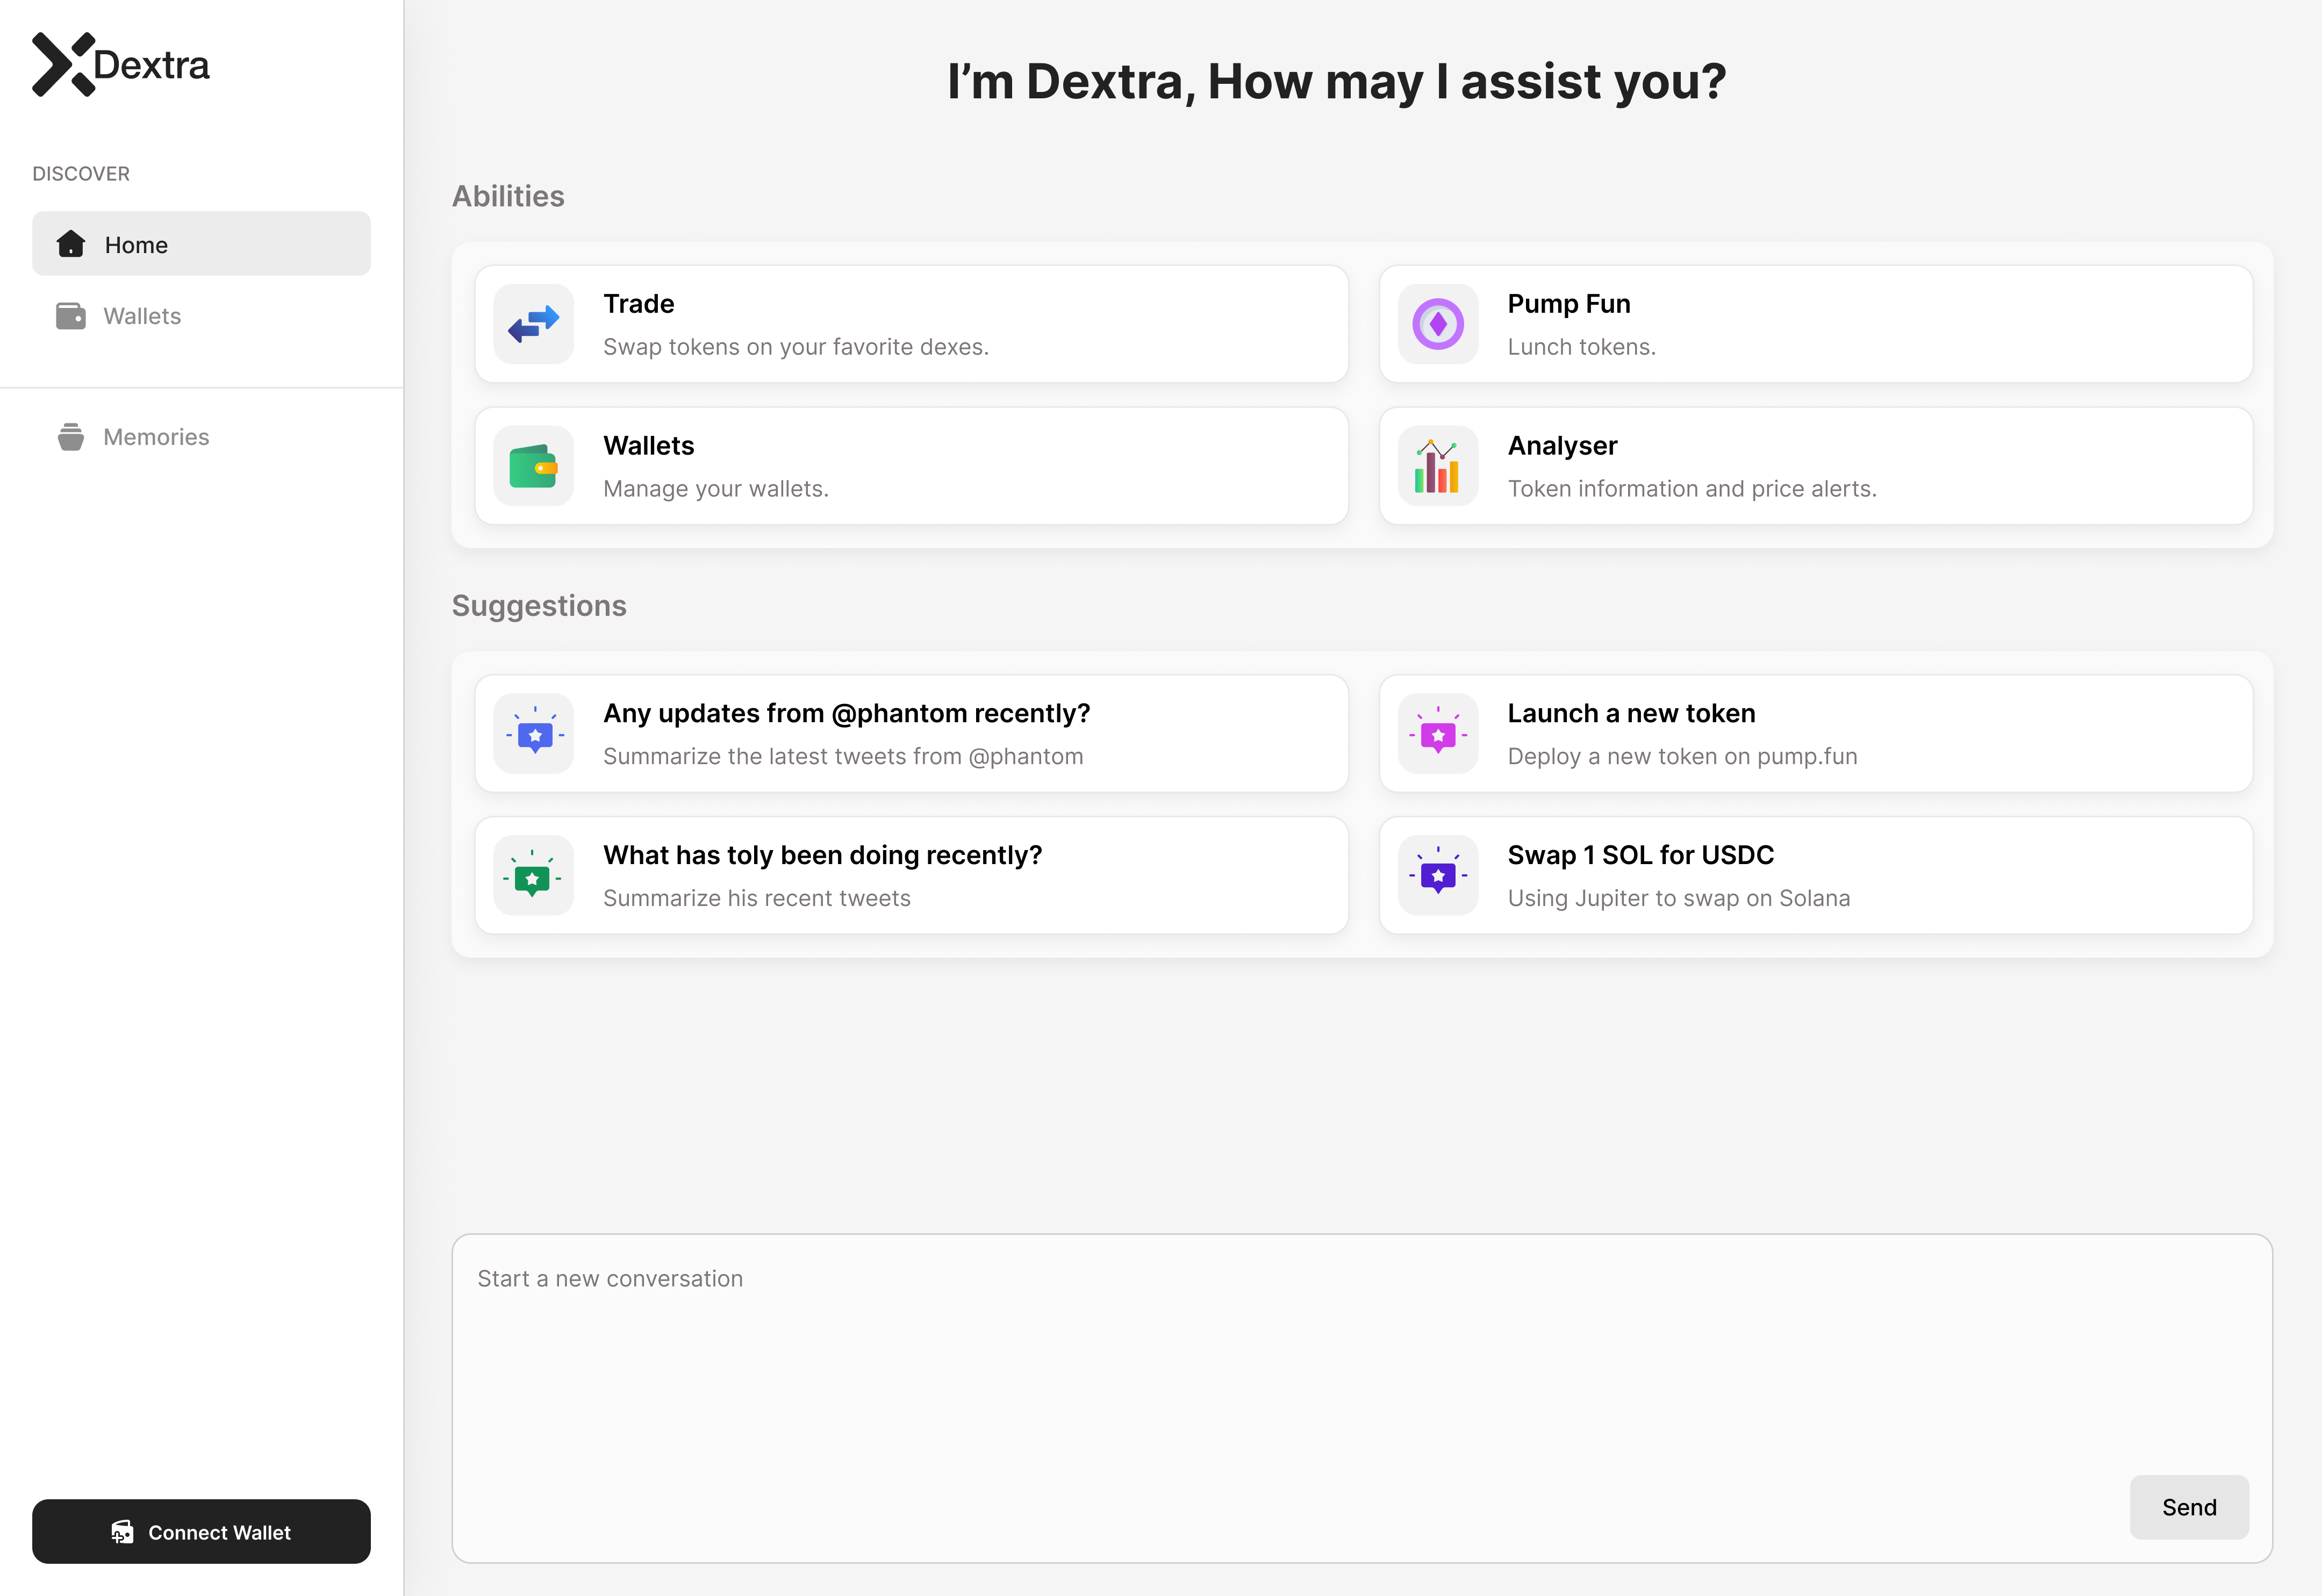 Dextra
DISCOVER
Home
Wallets
Memories
Connect Wallet
I’m Dextra, How may I assist you?
Abilities
Trade
Swap tokens on your favorite dexes.
Pump Fun
Lunch tokens.
Wallets
Manage your wallets.
Analyser
Token information and price alerts.
Suggestions
Any updates from @phantom recently?
Summarize the latest tweets from @phantom
Launch a new token
Deploy a new token on pump.fun
What has toly been doing recently?
Summarize his recent tweets
Swap 1 SOL for USDC
Using Jupiter to swap on Solana
Start a new conversation
Send